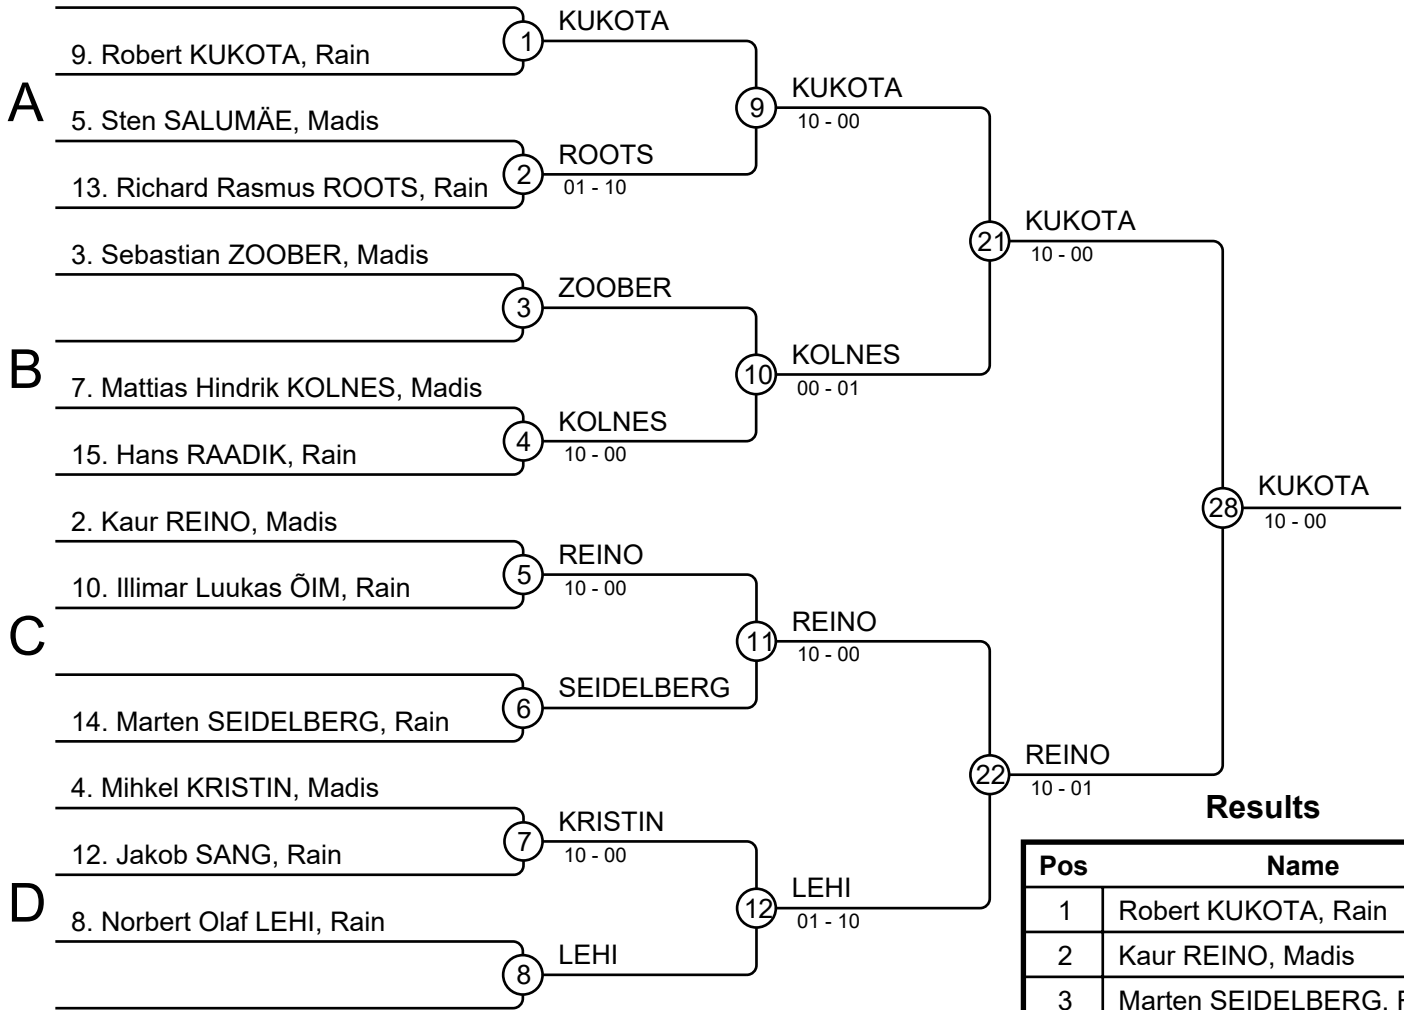 KUKOTA
1
9. Robert KUKOTA, Rain
KUKOTA
9
10 - 00
A
5. Sten SALUMÄE, Madis
ROOTS
2
01 - 10
13. Richard Rasmus ROOTS, Rain
KUKOTA
21
10 - 00
3. Sebastian ZOOBER, Madis
ZOOBER
3
KOLNES
10
00 - 01
B
7. Mattias Hindrik KOLNES, Madis
KOLNES
4
10 - 00
15. Hans RAADIK, Rain
KUKOTA
28
10 - 00
2. Kaur REINO, Madis
REINO
5
10 - 00
10. Illimar Luukas ÕIM, Rain
REINO
11
10 - 00
C
SEIDELBERG
6
14. Marten SEIDELBERG, Rain
REINO
22
10 - 01
4. Mihkel KRISTIN, Madis
KRISTIN
7
10 - 00
12. Jakob SANG, Rain
LEHI
12
01 - 10
D
8. Norbert Olaf LEHI, Rain
LEHI
8
Results
Pos Name
1 Robert KUKOTA, Rain
2 Kaur REINO, Madis
3 Marten SEIDELBERG,